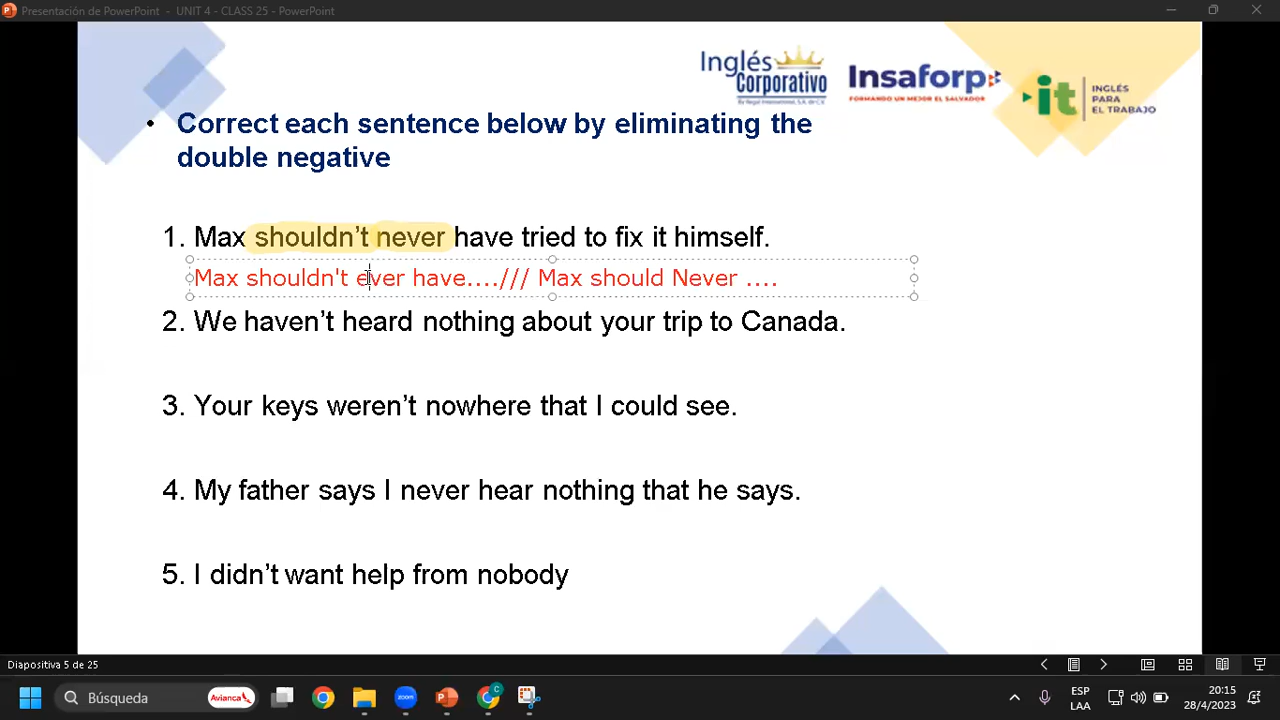 Presentación de PowerPoint - UNIT 4 - CLASS 25 - PowerPoint
Inglés
Corporativo
By Regal International, S.A. de C.V.
Insaforp
FORMANDO UN MEJOR EL SALVADOR
it
INGLÉS
PARA
EL TRABAJO
• Correct each sentence below by eliminating the
double negative
1. Max shouldn’t never have tried to fix it himself.
Max shouldn't ever have..../// Max should Never ....
2. We haven’t heard nothing about your trip to Canada.
3. Your keys weren’t nowhere that I could see.
4. My father says I never hear nothing that he says.
5. I didn’t want help from nobody
Diapositiva 5 de 25
Búsqueda
Avianca
ESP
LAA
20:15
28/4/2023